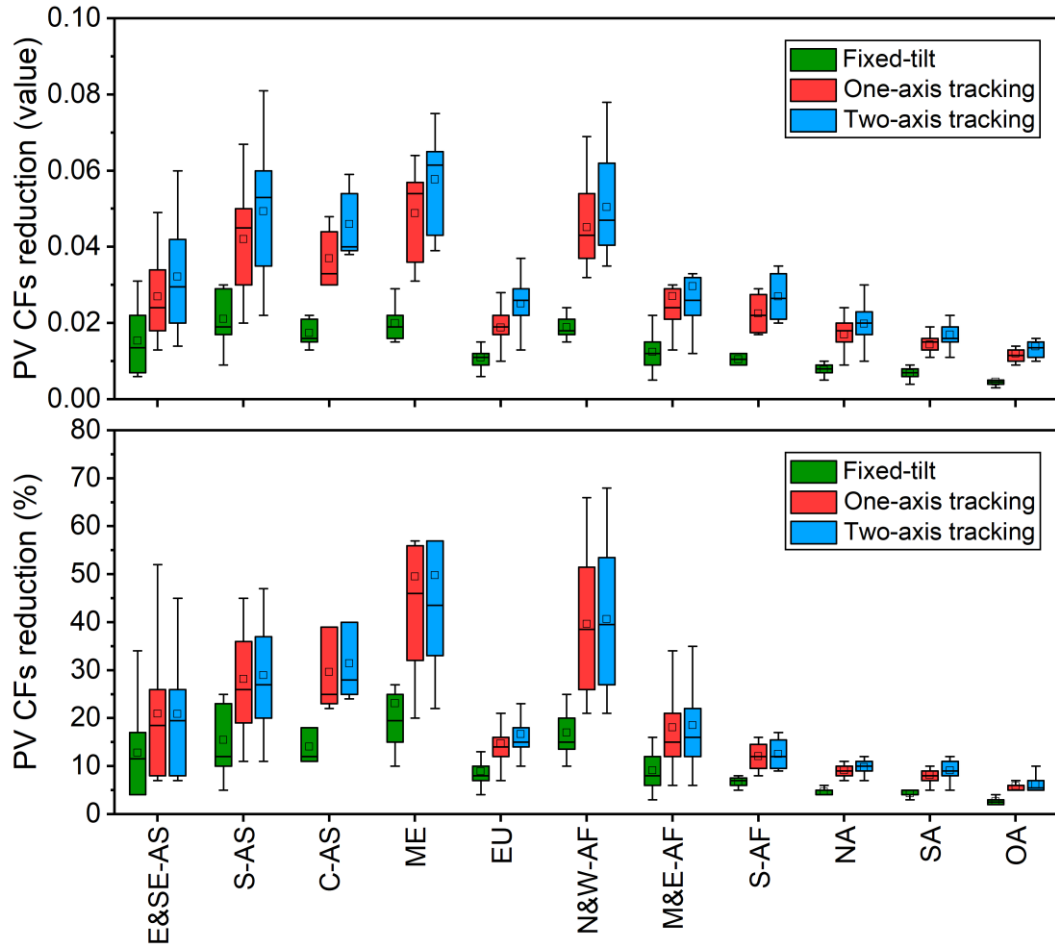 PV CFs reduction (value)
0.10
0.08
0.06
0.04
0.02
0.00
Fixed-tilt
One-axis tracking
Two-axis tracking
PV CFs reduction (%)
80
70
60
50
40
30
20
10
0
Fixed-tilt
One-axis tracking
Two-axis tracking
E&SE-AS
S-AS
C-AS
ME
EU
N&W-AF
M&E-AF
S-AF
NA
SA
OA